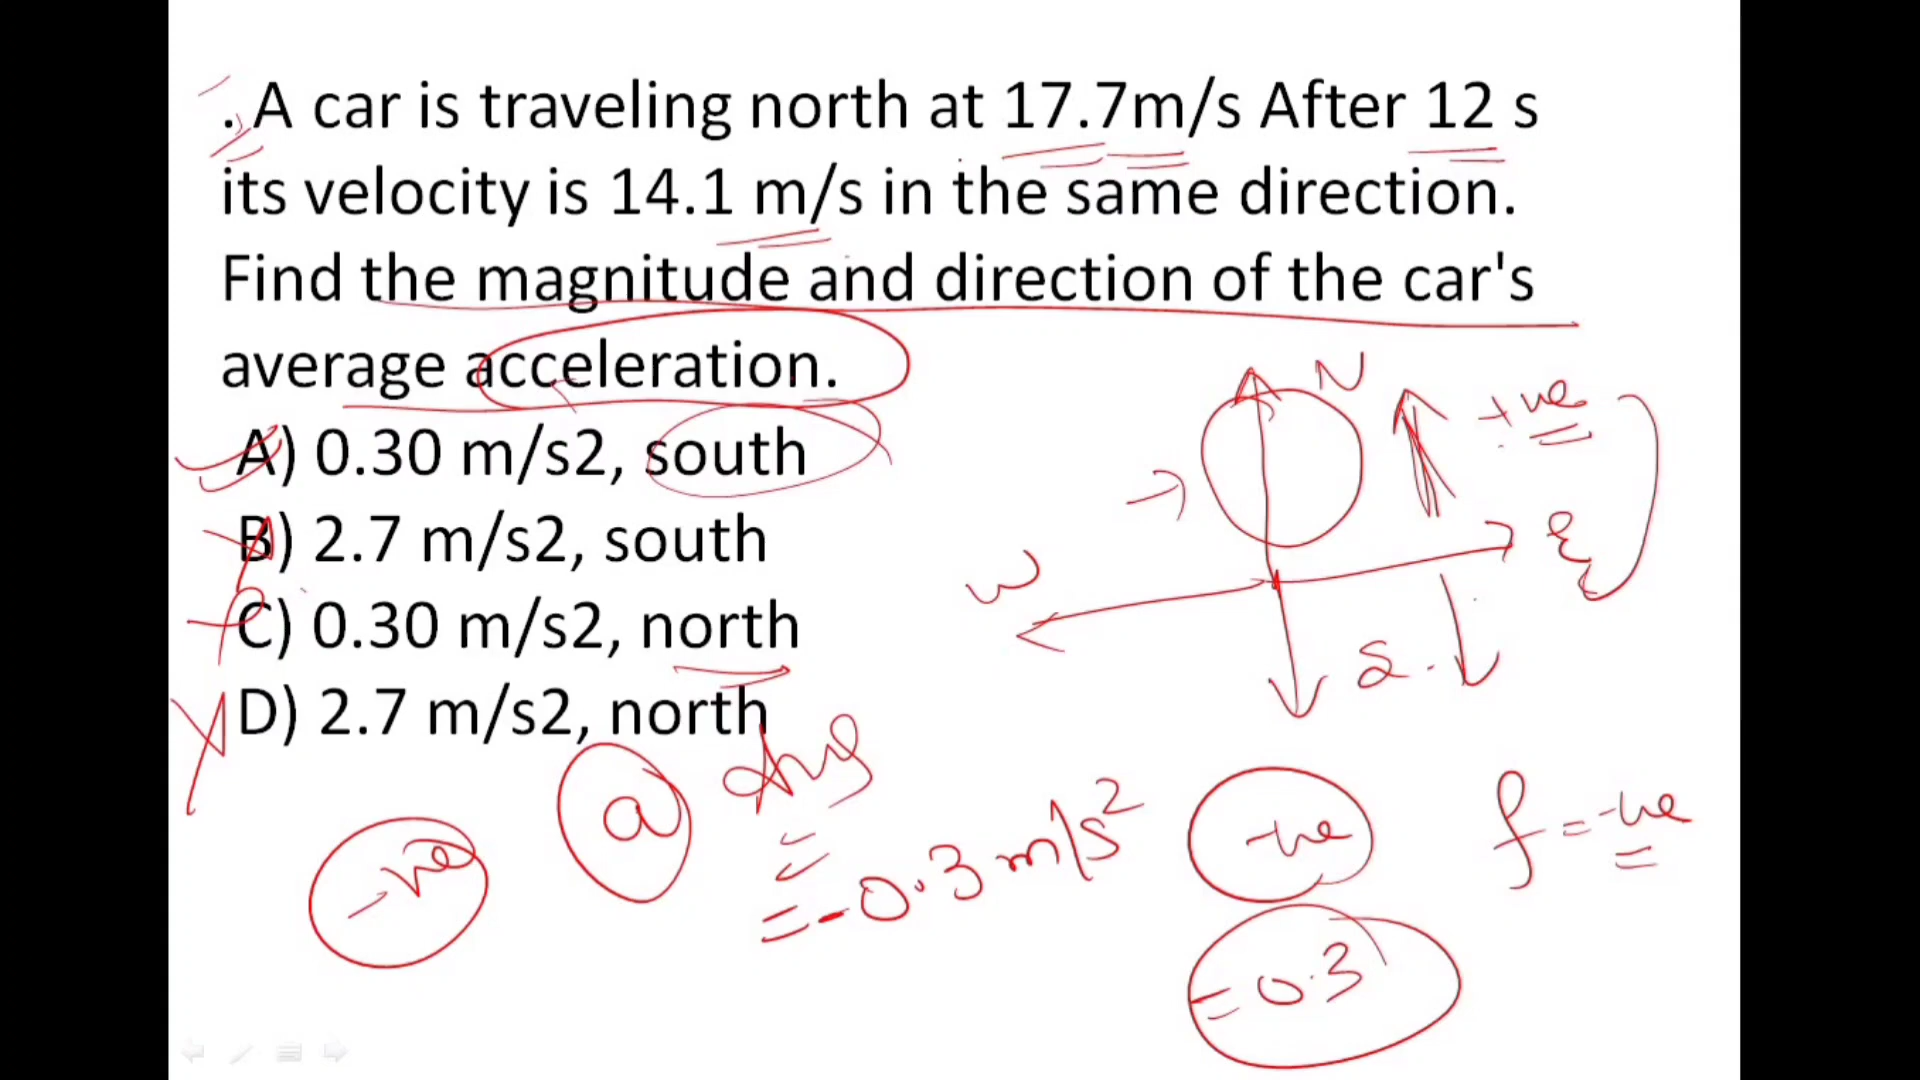 . A car is traveling north at 17.7m/s After 12 s
its velocity is 14.1 m/s in the same direction.
Find the magnitude and direction of the car's
average acceleration.
A) 0.30 m/s2, south
B) 2.7 m/s2, south
C) 0.30 m/s2, north
D) 2.7 m/s2, north
N
+ve
E
W
S
a Avg
-ve
= -0.3 m/s²
-ve
f = -ve
= 0.3